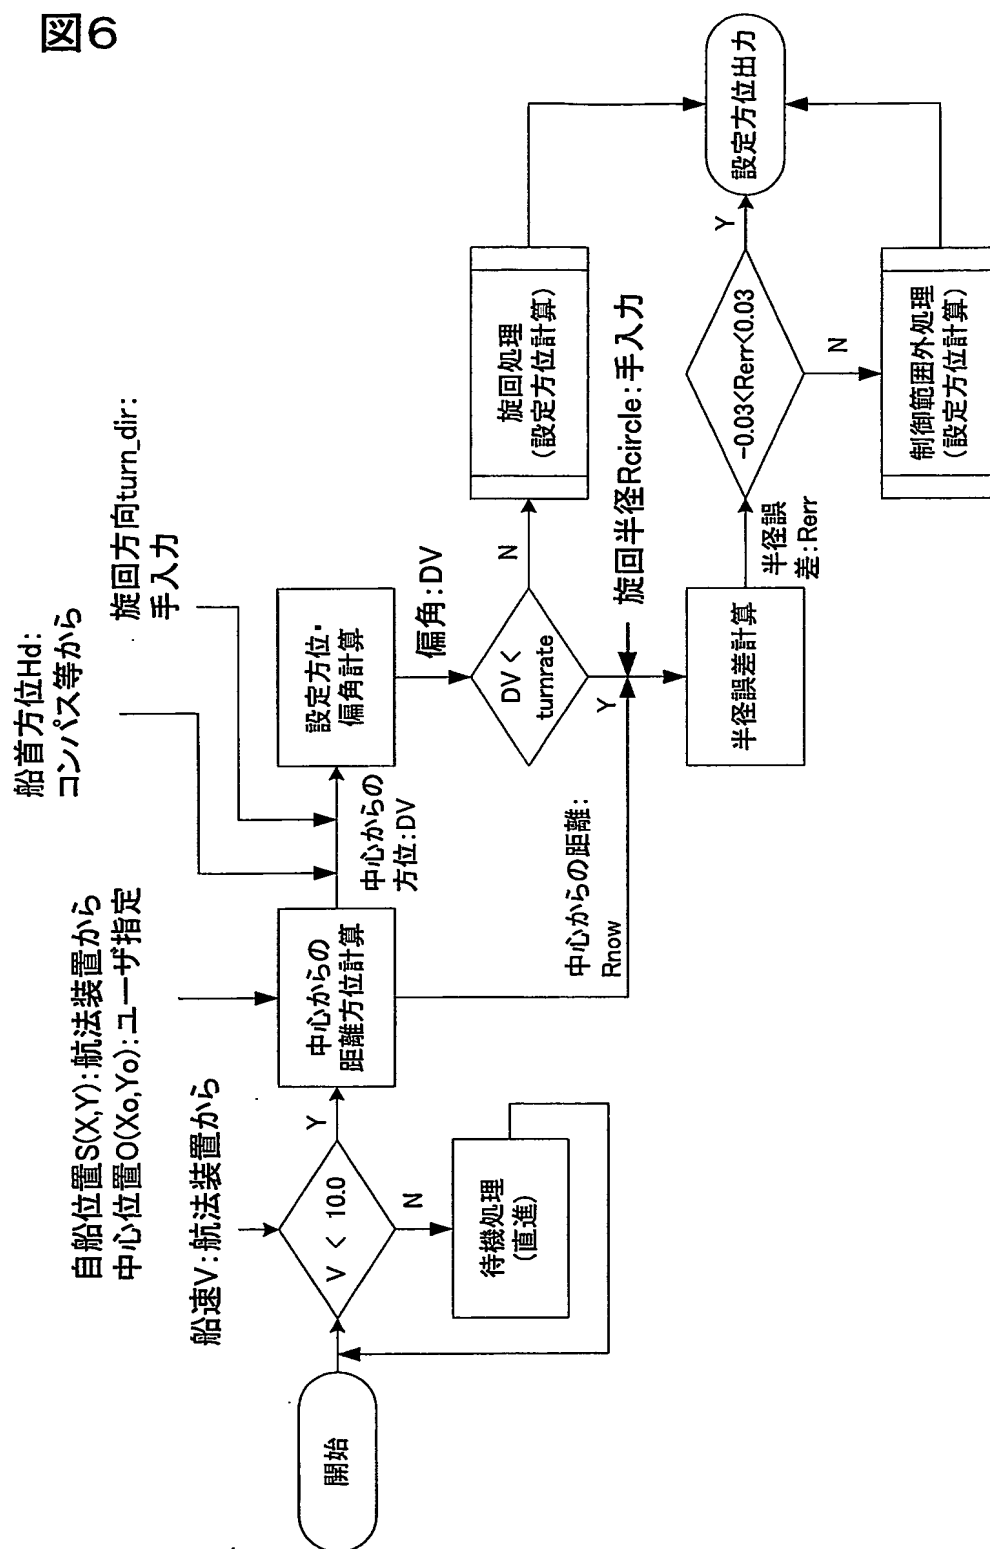 図6
自船位置S(X,Y):航法装置から
中心位置O(Xo,Yo):ユーザ指定
船速V:航法装置から
開始
V < 10.0
Y
N
待機処理
(直進)
中心からの
距離方位計算
船首方位Hd:
コンパス等から
旋回方向turn_dir:
手入力
中心からの
方位:DV
設定方位・
偏角計算
偏角:DV
中心からの距離:
Rnow
DV <
turnrate
N
Y
旋回処理
(設定方位計算)
旋回半径Rcircle:手入力
半径誤差計算
半径誤
差:Rerr
-0.03<Rerr<0.03
Y
N
制御範囲外処理
(設定方位計算)
設定方位出力